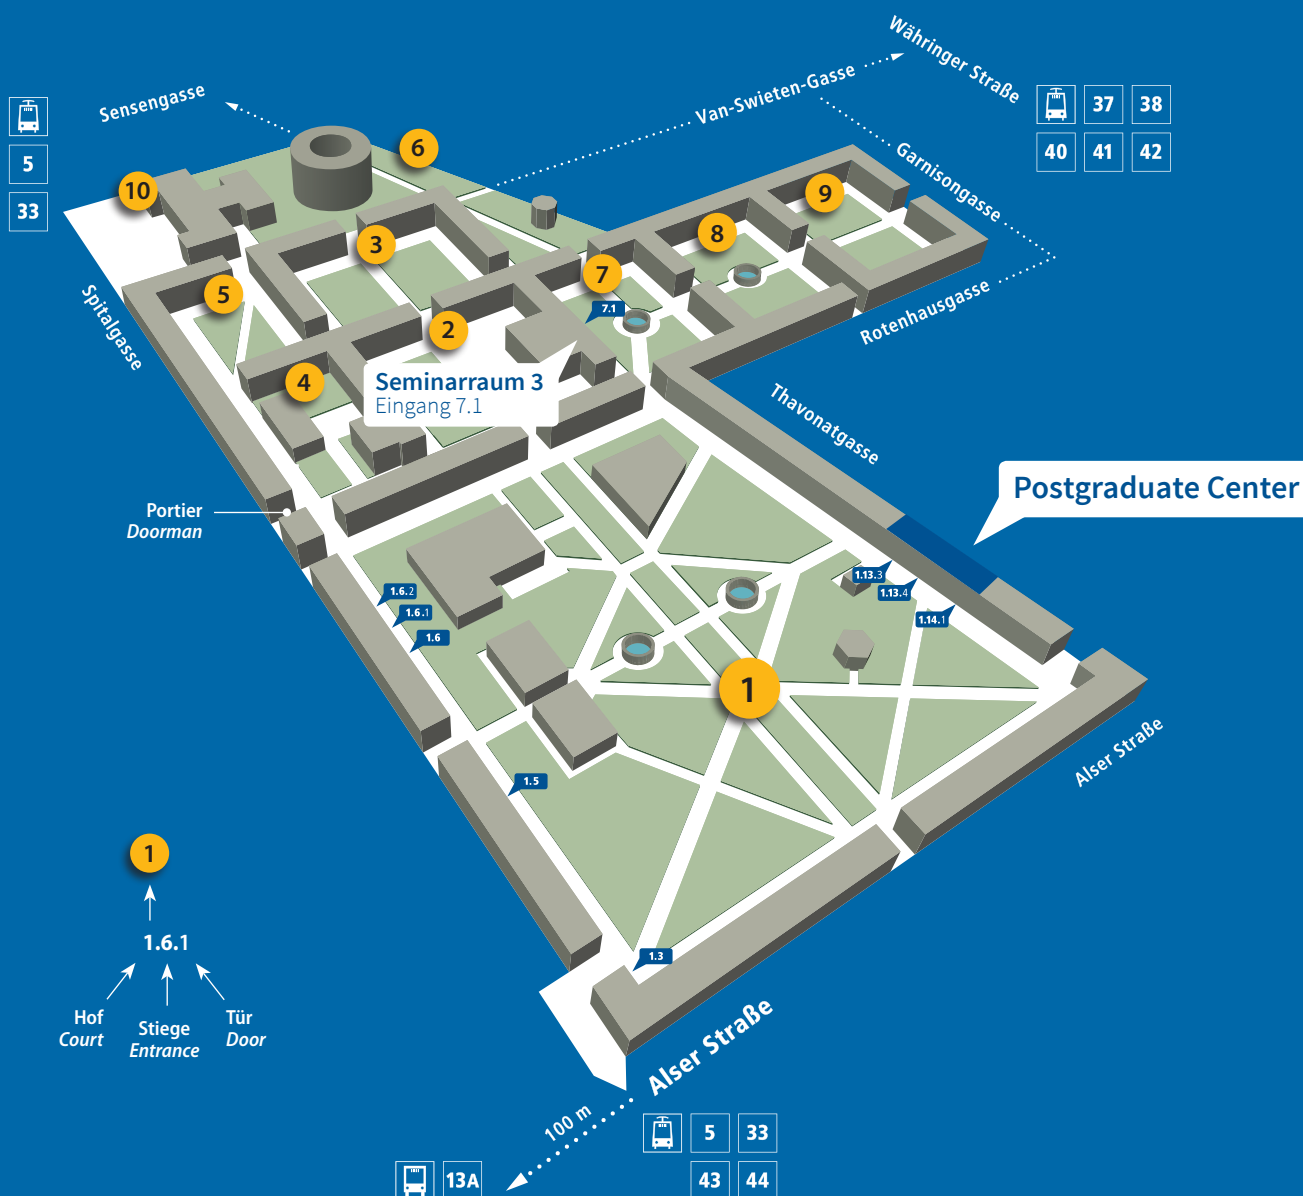 Währinger Straße
37
38
40
41
42
Sensengasse
Van-Swieten-Gasse
Garnisongasse
5
33
6
10
9
8
3
7
5
7.1
2
4
Spitalgasse
Rotenhausgasse
Seminarraum 3
Eingang 7.1
Thavonatgasse
Postgraduate Center
Portier
Doorman
1.13.3
1.13.4
1.14.1
1.6.2
1.6.1
1.6
1
1.5
Alser Straße
1
1.6.1
Hof
Court
Stiege
Entrance
Tür
Door
1.3
Alser Straße
100 m
5
33
43
44
13A